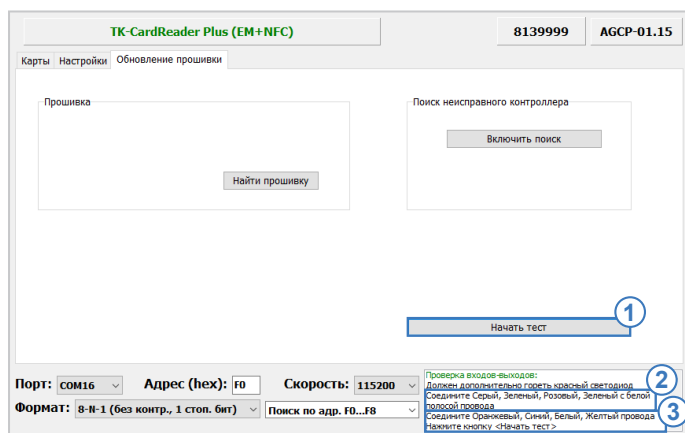 TK-CardReader Plus (EM+NFC)
8139999
AGCP-01.15
Карты
Настройки
Обновление прошивки
Прошивка
Найти прошивку
Поиск неисправного контроллера
Включить поиск
1
Начать тест
Порт: COM16
Адрес (hex): F0
Скорость: 115200
Формат: 8-N-1 (без контр., 1 стоп. бит)
Поиск по адр. F0...F8
Проверка входов-выходов:
Должен дополнительно гореть красный светодиод
2
Соедините Серый, Зеленый, Розовый, Зеленый с белой
полосой провода
3
Соедините Оранжевый, Синий, Белый, Желтый провода
Нажмите кнопку <Начать тест>